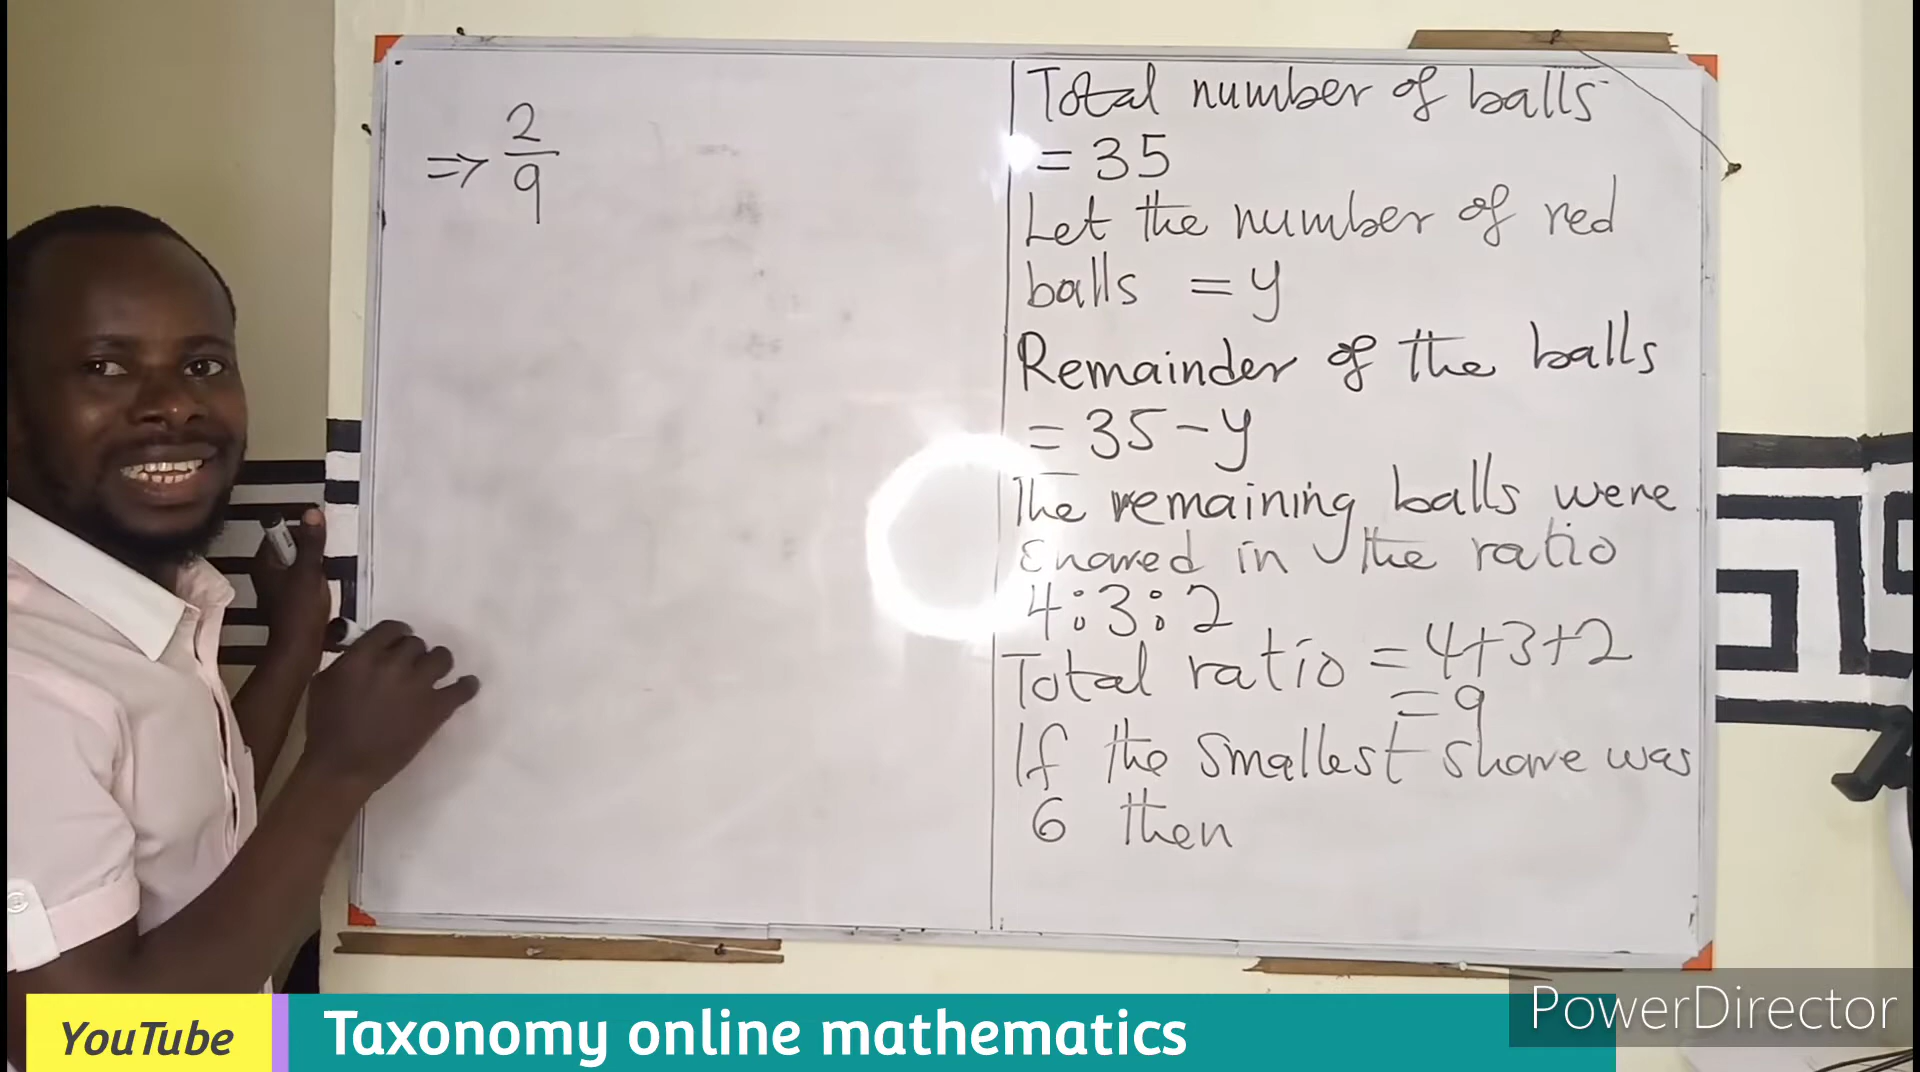 => 2/9
Total number of balls
= 35
Let the number of red
balls = y
Remainder of the balls
= 35 - y
The remaining balls were
shared in the ratio
4:3:2
Total ratio = 4+3+2
= 9
If the smallest share was
6 then
PowerDirector
YouTube Taxonomy online mathematics